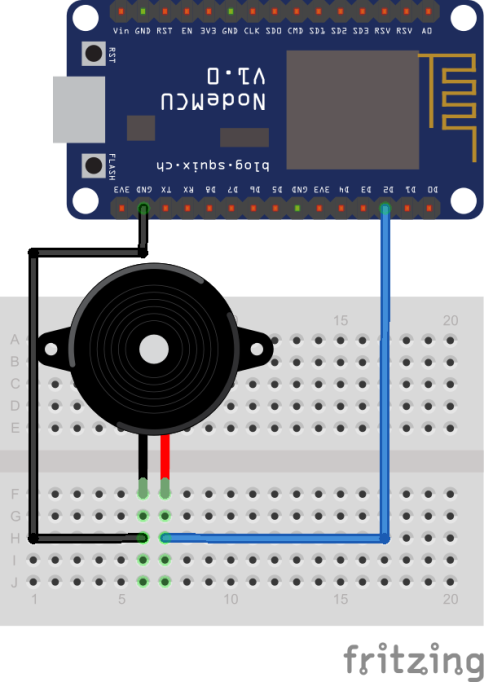 Vin GND RST EN 3V3 GND CLK SD0 CMD SD1 SD2 SD3 RSV RSV A0
RST
NodeMCU
V1.0
FLASH
blog.squix.ch
3V3 GND TX RX D8 D7 D6 D5 GND 3V3 D4 D3 D2 D1 D0
15 20
A
B
C
D
E
F
G
H
I
J
1 5 10 15 20
fritzing